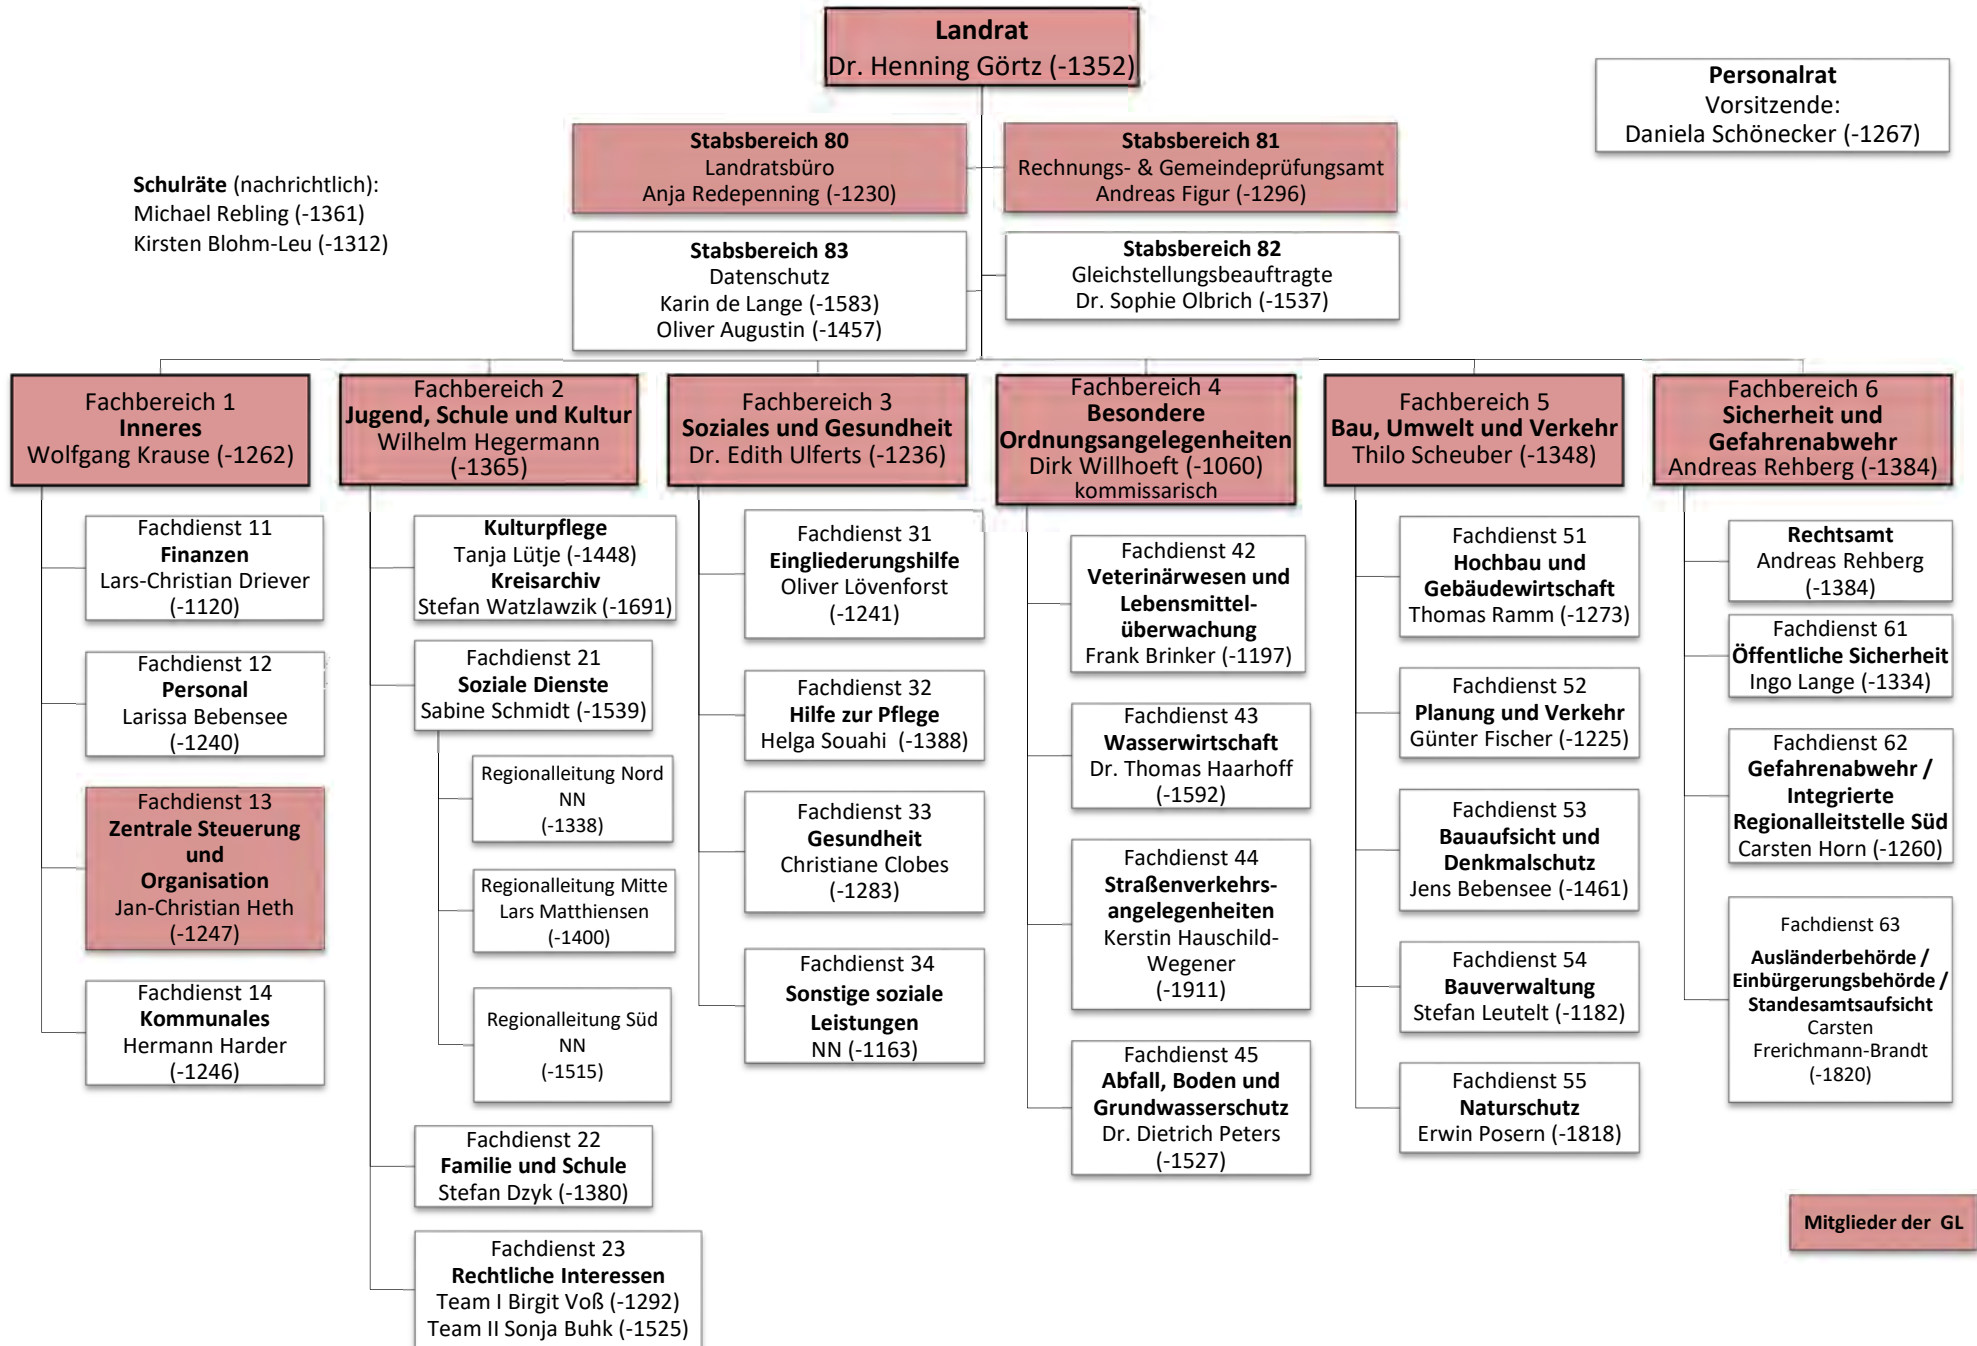 Landrat
Dr. Henning Görtz (-1352)
Personalrat
Vorsitzende:
Daniela Schönecker (-1267)
Schulräte (nachrichtlich):
Michael Rebling (-1361)
Kirsten Blohm-Leu (-1312)
Stabsbereich 80
Landratsbüro
Anja Redepenning (-1230)
Stabsbereich 81
Rechnungs- & Gemeindeprüfungsamt
Andreas Figur (-1296)
Stabsbereich 83
Datenschutz
Karin de Lange (-1583)
Oliver Augustin (-1457)
Stabsbereich 82
Gleichstellungsbeauftragte
Dr. Sophie Olbrich (-1537)
Fachbereich 1
Inneres
Wolfgang Krause (-1262)
Fachdienst 11
Finanzen
Lars-Christian Driever
(-1120)
Fachdienst 12
Personal
Larissa Bebensee
(-1240)
Fachdienst 13
Zentrale Steuerung
und
Organisation
Jan-Christian Heth
(-1247)
Fachdienst 14
Kommunales
Hermann Harder
(-1246)
Fachbereich 2
Jugend, Schule und Kultur
Wilhelm Hegermann
(-1365)
Kulturpflege
Tanja Lütje (-1448)
Kreisarchiv
Stefan Watzlawzik (-1691)
Fachdienst 21
Soziale Dienste
Sabine Schmidt (-1539)
Regionalleitung Nord
NN
(-1338)
Regionalleitung Mitte
Lars Matthiensen
(-1400)
Regionalleitung Süd
NN
(-1515)
Fachdienst 22
Familie und Schule
Stefan Dzyk (-1380)
Fachdienst 23
Rechtliche Interessen
Team I Birgit Voß (-1292)
Team II Sonja Buhk (-1525)
Fachbereich 3
Soziales und Gesundheit
Dr. Edith Ulferts (-1236)
Fachdienst 31
Eingliederungshilfe
Oliver Lövenforst
(-1241)
Fachdienst 32
Hilfe zur Pflege
Helga Souahi (-1388)
Fachdienst 33
Gesundheit
Christiane Clobes
(-1283)
Fachdienst 34
Sonstige soziale
Leistungen
NN (-1163)
Fachbereich 4
Besondere
Ordnungsangelegenheiten
Dirk Willhoeft (-1060)
kommissarisch
Fachdienst 42
Veterinärwesen und
Lebensmittel-
überwachung
Frank Brinker (-1197)
Fachdienst 43
Wasserwirtschaft
Dr. Thomas Haarhoff
(-1592)
Fachdienst 44
Straßenverkehrs-
angelegenheiten
Kerstin Hauschild-
Wegener
(-1911)
Fachdienst 45
Abfall, Boden und
Grundwasserschutz
Dr. Dietrich Peters
(-1527)
Fachbereich 5
Bau, Umwelt und Verkehr
Thilo Scheuber (-1348)
Fachdienst 51
Hochbau und
Gebäudewirtschaft
Thomas Ramm (-1273)
Fachdienst 52
Planung und Verkehr
Günter Fischer (-1225)
Fachdienst 53
Bauaufsicht und
Denkmalschutz
Jens Bebensee (-1461)
Fachdienst 54
Bauverwaltung
Stefan Leutelt (-1182)
Fachdienst 55
Naturschutz
Erwin Posern (-1818)
Fachbereich 6
Sicherheit und
Gefahrenabwehr
Andreas Rehberg (-1384)
Rechtsamt
Andreas Rehberg
(-1384)
Fachdienst 61
Öffentliche Sicherheit
Ingo Lange (-1334)
Fachdienst 62
Gefahrenabwehr /
Integrierte
Regionalleitstelle Süd
Carsten Horn (-1260)
Fachdienst 63
Ausländerbehörde /
Einbürgerungsbehörde /
Standesamtsaufsicht
Carsten
Frerichmann-Brandt
(-1820)
Mitglieder der GL